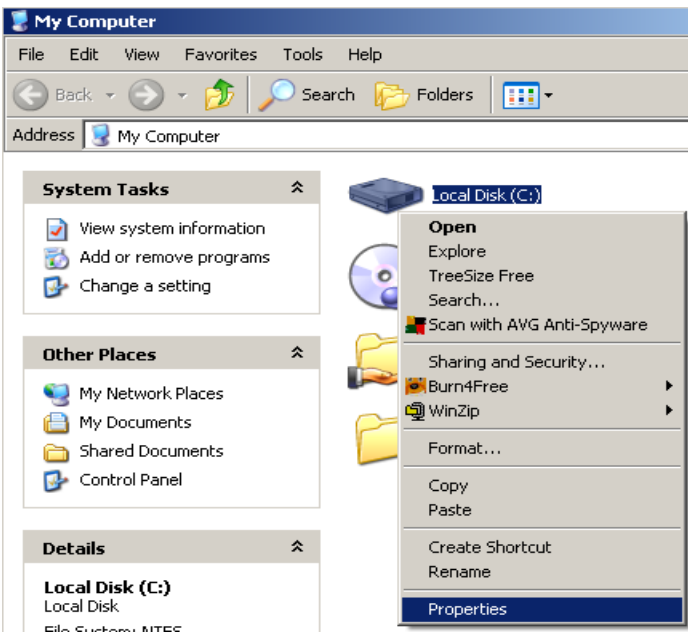 My Computer
File Edit View Favorites Tools Help
Back Search Folders
Address My Computer
System Tasks
View system information
Add or remove programs
Change a setting
Other Places
My Network Places
My Documents
Shared Documents
Control Panel
Details
Local Disk (C:)
Local Disk
File System: NTFS
Local Disk (C:)
Open
Explore
TreeSize Free
Search...
Scan with AVG Anti-Spyware
Sharing and Security...
Burn4Free
WinZip
Format...
Copy
Paste
Create Shortcut
Rename
Properties